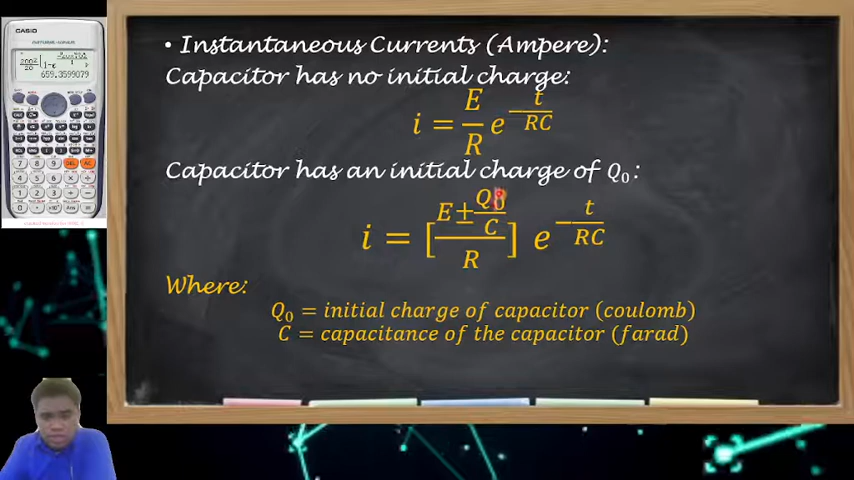 CASIO
659.3599079
• Instantaneous Currents (Ampere):
Capacitor has no initial charge:
i = E/R e^(-t/RC)
Capacitor has an initial charge of Q₀:
i = [(E ± Q₀/C)/R] e^(-t/RC)
Where:
Q₀ = initial charge of capacitor (coulomb)
C = capacitance of the capacitor (farad)